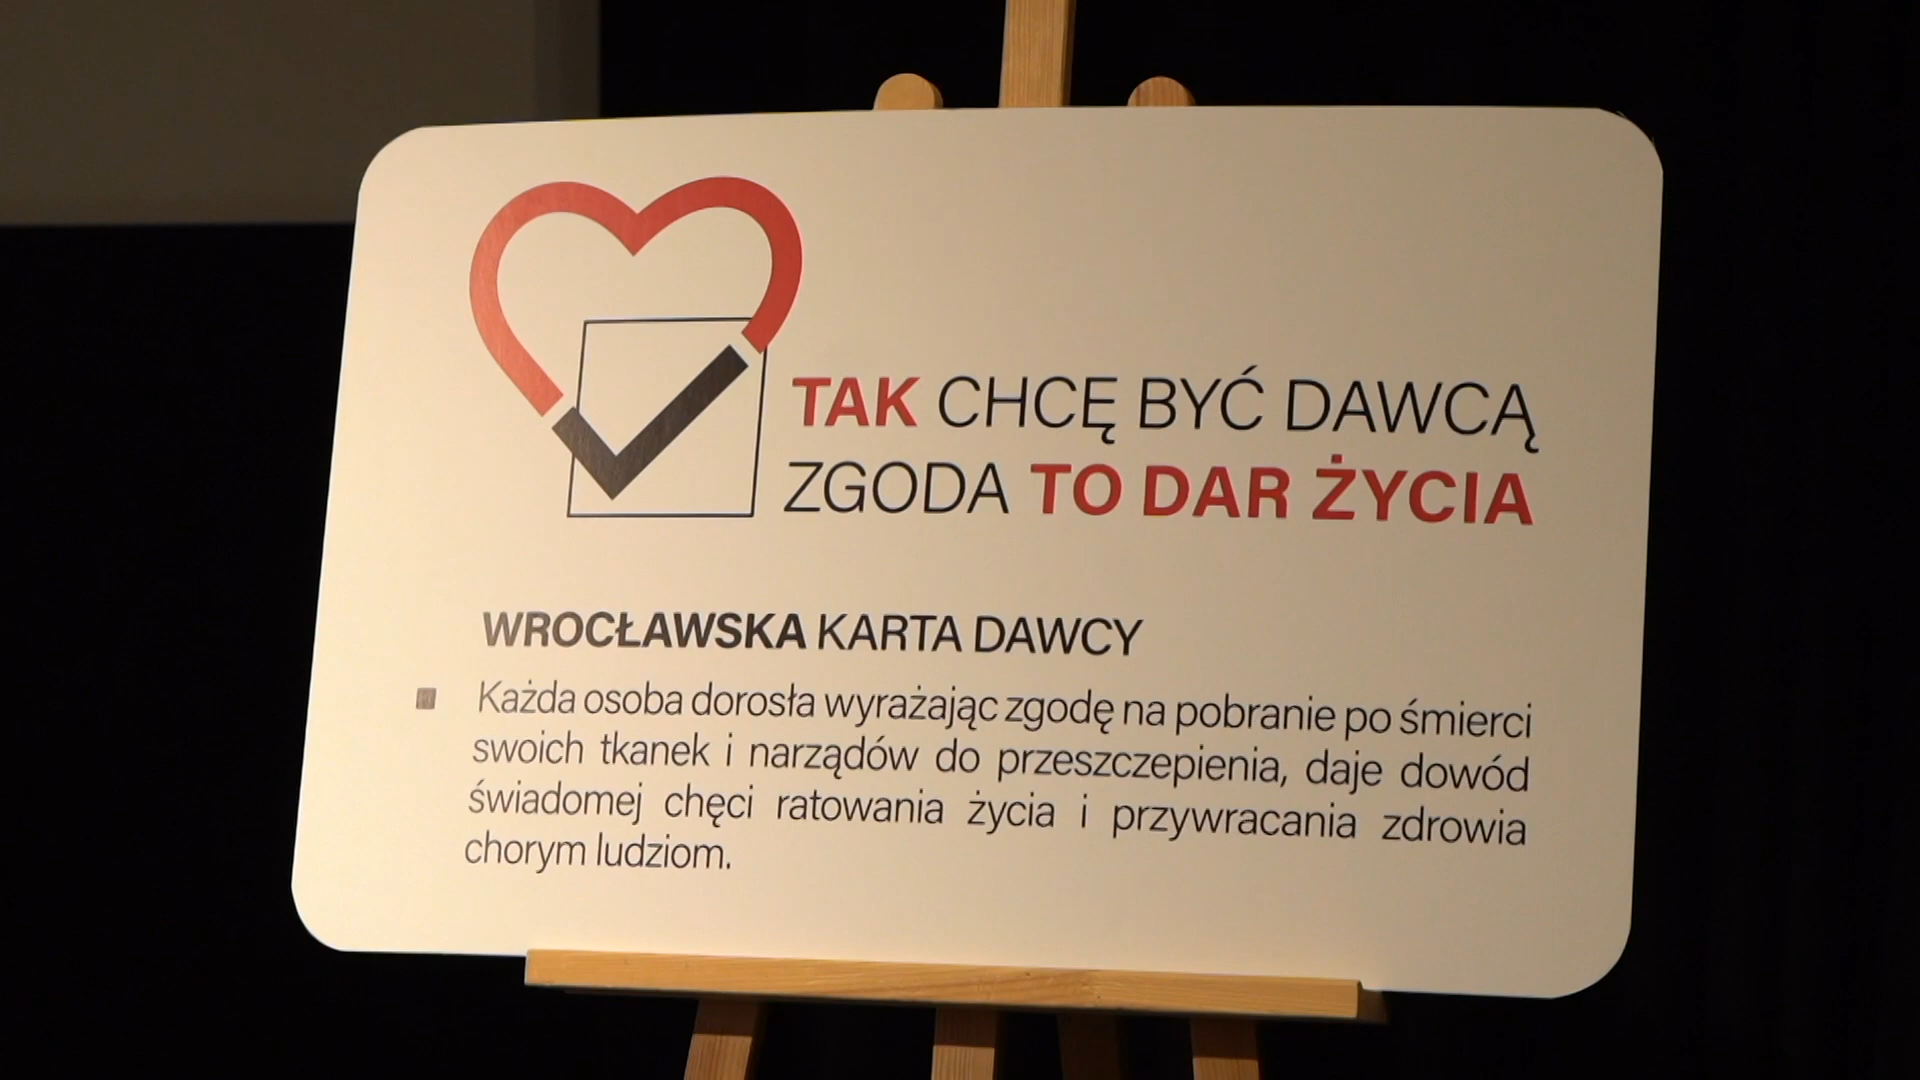 TAK CHCĘ BYĆ DAWCĄ
ZGODA TO DAR ŻYCIA
WROCŁAWSKA KARTA DAWCY
Każda osoba dorosła wyrażając zgodę na pobranie po śmierci
swoich tkanek i narządów do przeszczepienia, daje dowód
świadomej chęci ratowania życia i przywracania zdrowia
chorym ludziom.